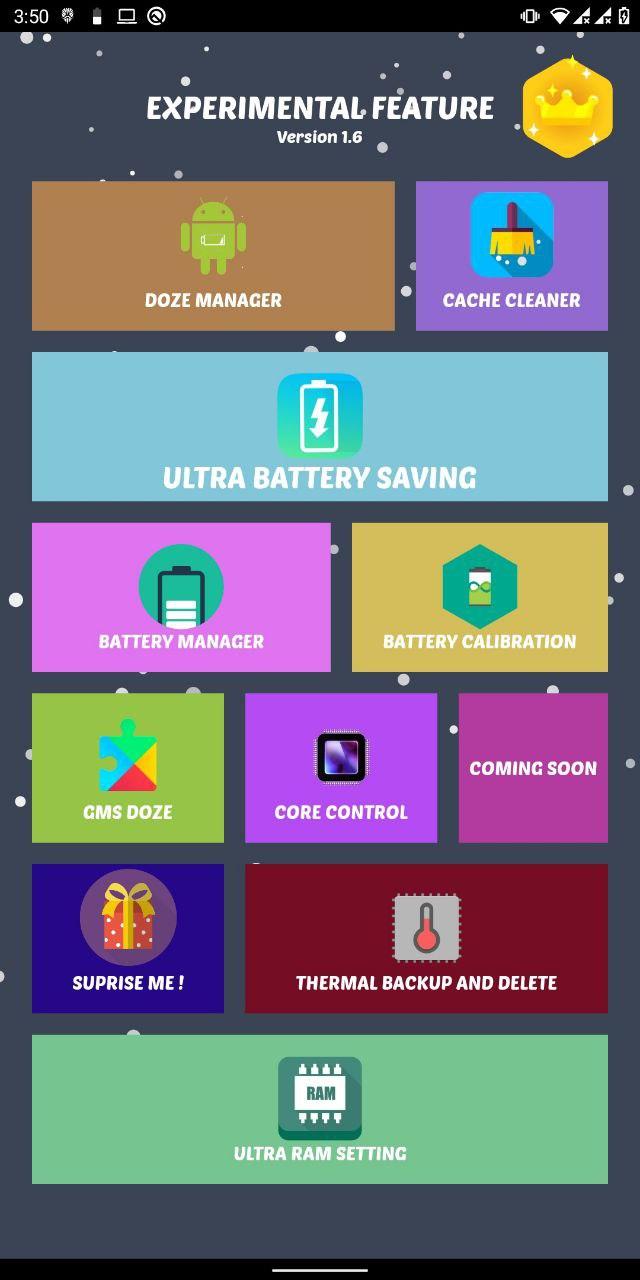 3:50
EXPERIMENTAL FEATURE
Version 1.6
DOZE MANAGER
CACHE CLEANER
ULTRA BATTERY SAVING
BATTERY MANAGER
BATTERY CALIBRATION
GMS DOZE
CORE CONTROL
COMING SOON
SUPRISE ME !
THERMAL BACKUP AND DELETE
RAM
ULTRA RAM SETTING